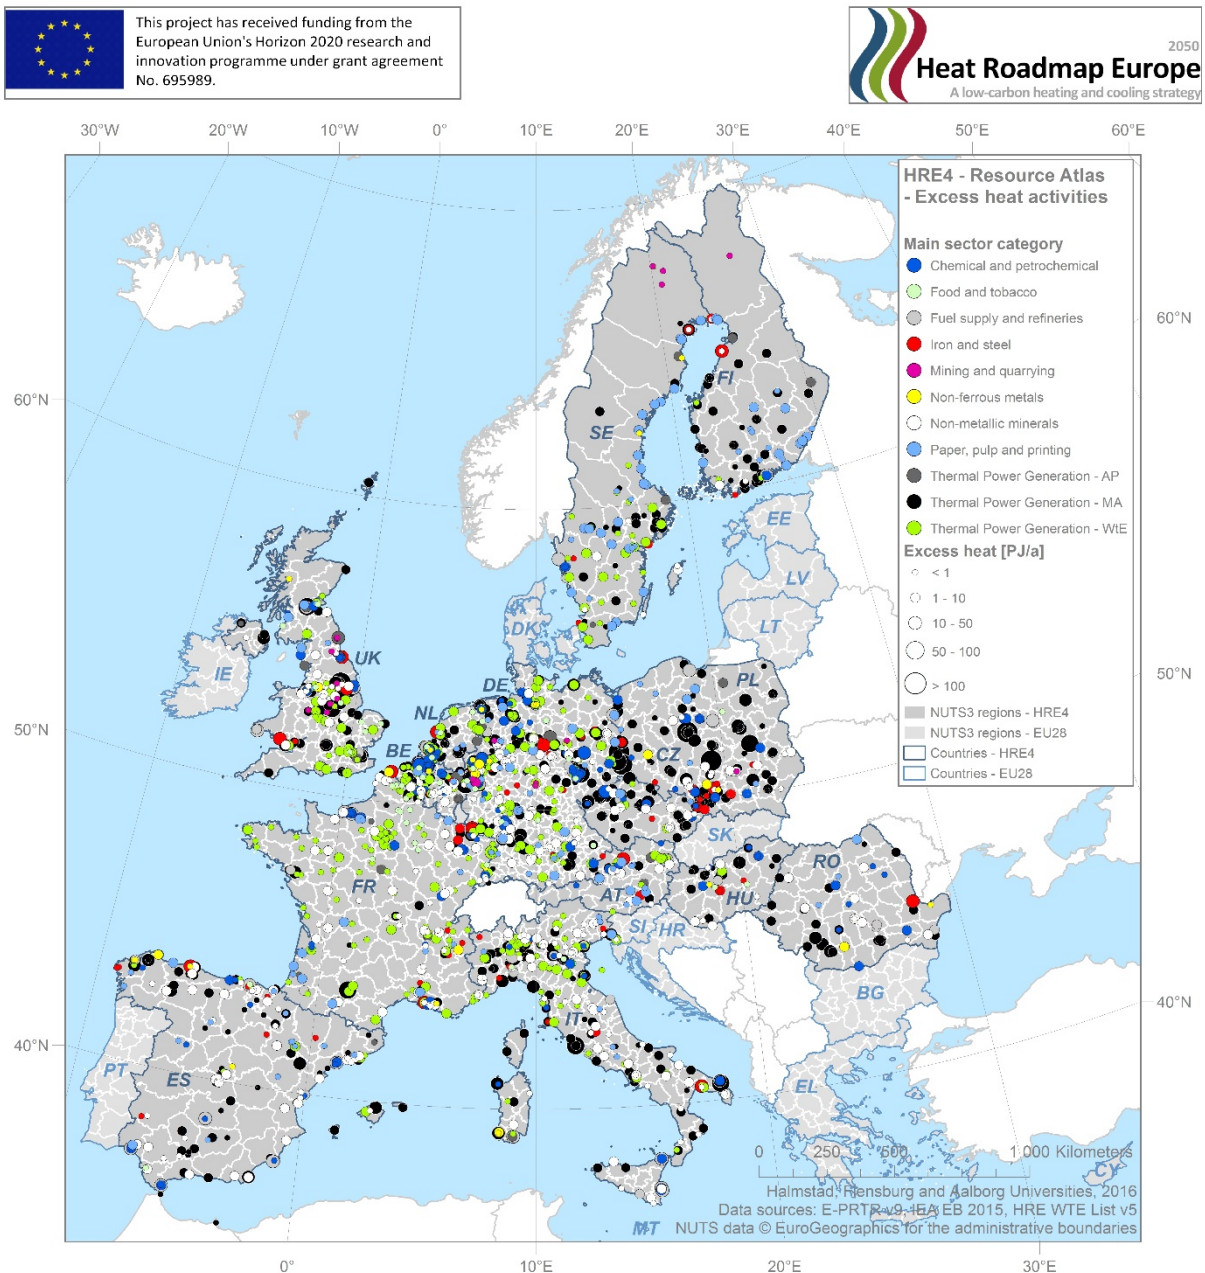 This project has received funding from the
European Union's Horizon 2020 research and
innovation programme under grant agreement
No. 695989.
2050
Heat Roadmap Europe
A low-carbon heating and cooling strategy
30°W
20°W
10°W
0°
10°E
20°E
30°E
40°E
50°E
60°E
HRE4 - Resource Atlas
- Excess heat activities
Main sector category
Chemical and petrochemical
Food and tobacco
Fuel supply and refineries
Iron and steel
Mining and quarrying
Non-ferrous metals
Non-metallic minerals
Paper, pulp and printing
Thermal Power Generation - AP
Thermal Power Generation - MA
Thermal Power Generation - WtE
Excess heat [PJ/a]
< 1
1 - 10
10 - 50
50 - 100
> 100
NUTS3 regions - HRE4
NUTS3 regions - EU28
Countries - HRE4
Countries - EU28
60°N
60°N
50°N
50°N
40°N
40°N
FI
SE
EE
LV
LT
DK
IE
UK
DE
PL
NL
BE
CZ
SK
FR
AT
HU
RO
SI
HR
BG
IT
PT
ES
EL
CY
MT
0
250
500
1 000 Kilometers
Halmstad, Flensburg and Aalborg Universities, 2016
Data sources: E-PRTR v9, IEA EB 2015, HRE WTE List v5
NUTS data © EuroGeographics for the administrative boundaries
0°
10°E
20°E
30°E